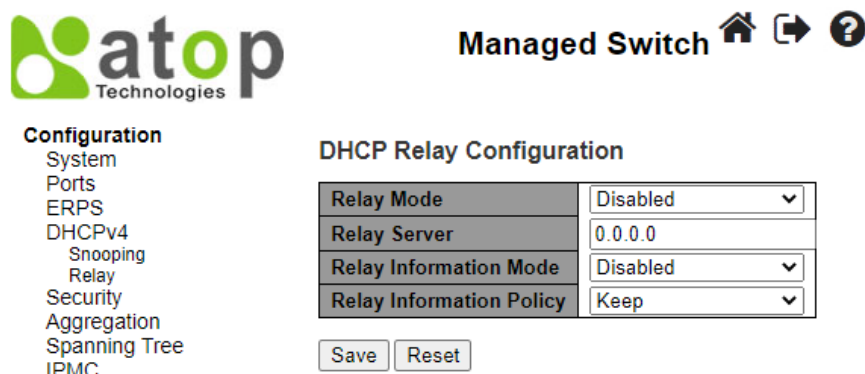 atop
Technologies
Managed Switch
?
Configuration
System
Ports
ERPS
DHCPv4
Snooping
Relay
Security
Aggregation
Spanning Tree
IPMC
DHCP Relay Configuration
Relay Mode Disabled
Relay Server 0.0.0.0
Relay Information Mode Disabled
Relay Information Policy Keep
Save Reset